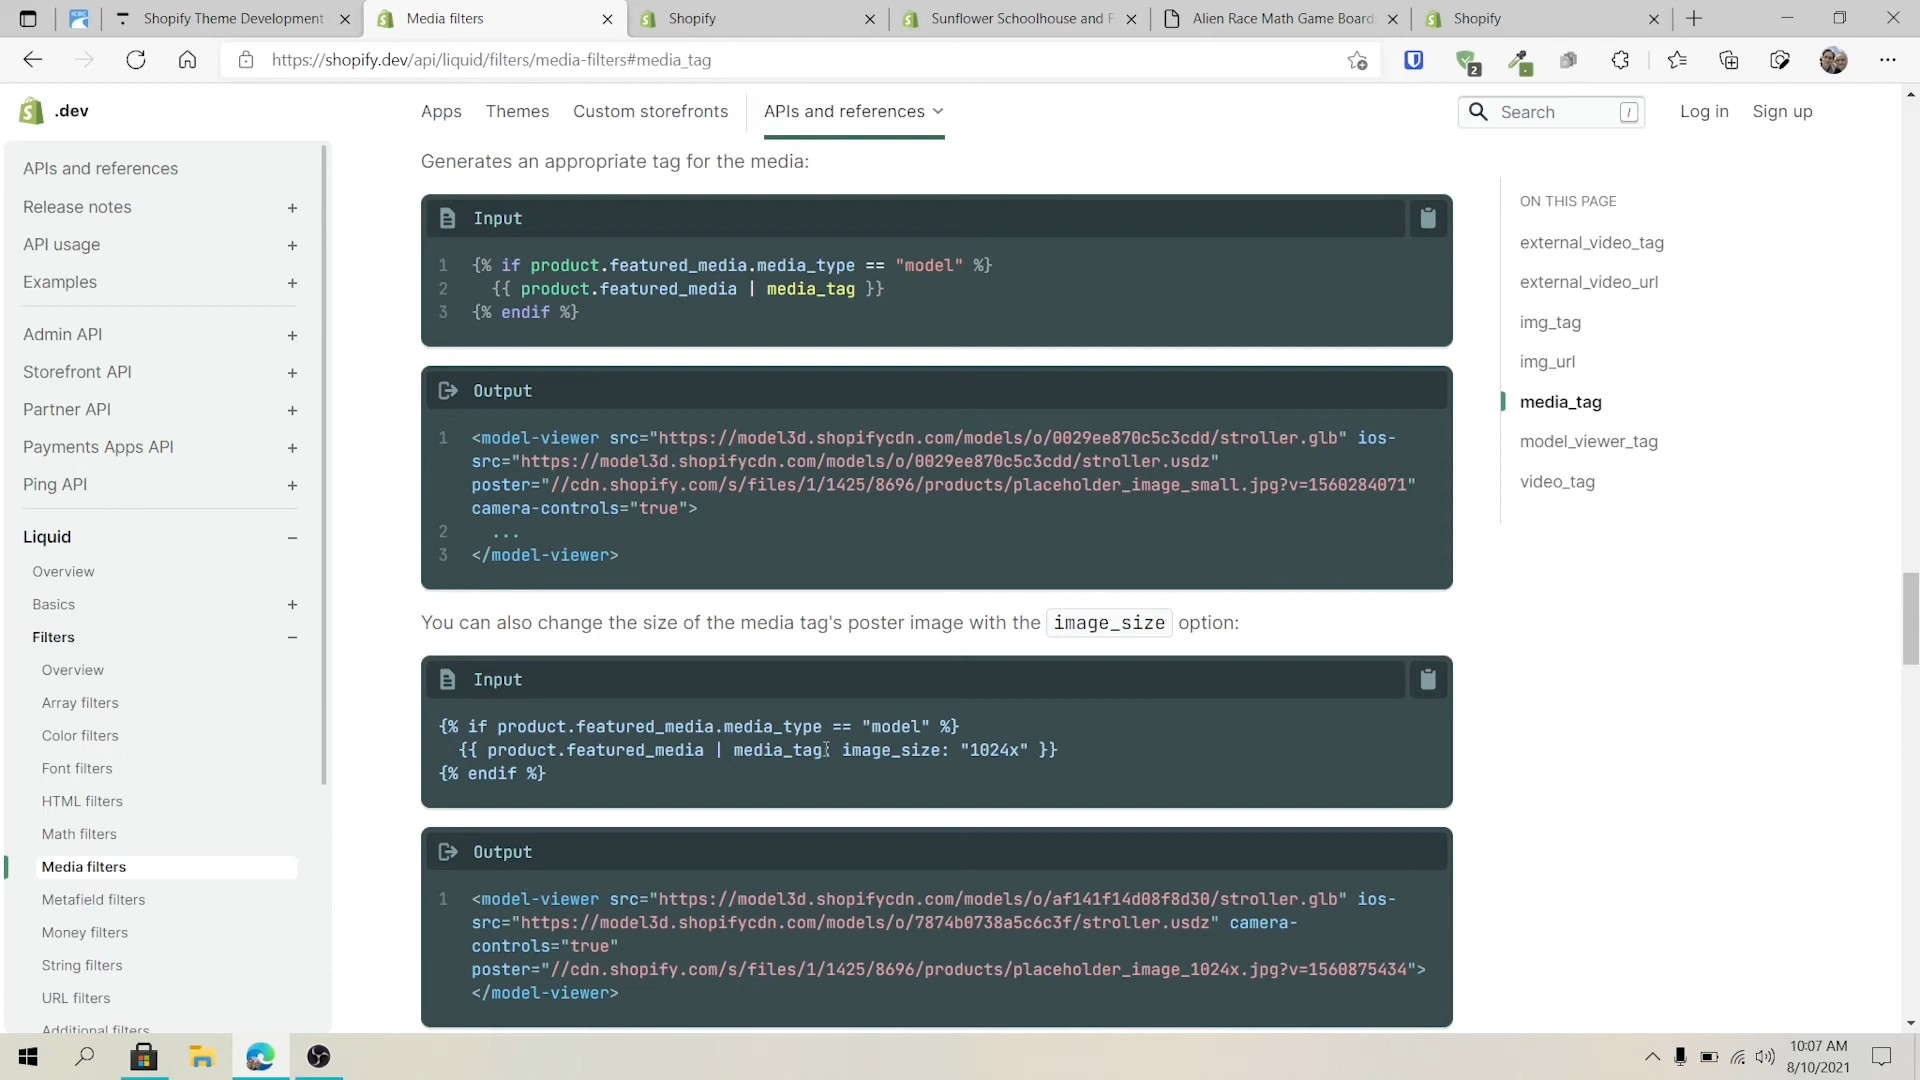 Shopify Theme Development
Media filters
Shopify
Sunflower Schoolhouse and F
Alien Race Math Game Board
Shopify
https://shopify.dev/api/liquid/filters/media-filters#media_tag
2
.dev
Apps
Themes
Custom storefronts
APIs and references
Search
/
Log in
Sign up
APIs and references
Release notes
API usage
Examples
Admin API
Storefront API
Partner API
Payments Apps API
Ping API
Liquid
Overview
Basics
Filters
Overview
Array filters
Color filters
Font filters
HTML filters
Math filters
Media filters
Metafield filters
Money filters
String filters
URL filters
Additional filters
Generates an appropriate tag for the media:
Input
1 {% if product.featured_media.media_type == "model" %}
2 {{ product.featured_media | media_tag }}
3 {% endif %}
Output
1 <model-viewer src="https://model3d.shopifycdn.com/models/o/0029ee870c5c3cdd/stroller.glb" ios-
src="https://model3d.shopifycdn.com/models/o/0029ee870c5c3cdd/stroller.usdz"
poster="//cdn.shopify.com/s/files/1/1425/8696/products/placeholder_image_small.jpg?v=1560284071"
camera-controls="true">
2 ...
3 </model-viewer>
You can also change the size of the media tag's poster image with the image_size option:
Input
{% if product.featured_media.media_type == "model" %}
{{ product.featured_media | media_tag: image_size: "1024x" }}
{% endif %}
Output
1 <model-viewer src="https://model3d.shopifycdn.com/models/o/af141f14d08f8d30/stroller.glb" ios-
src="https://model3d.shopifycdn.com/models/o/7874b0738a5c6c3f/stroller.usdz" camera-
controls="true"
poster="//cdn.shopify.com/s/files/1/1425/8696/products/placeholder_image_1024x.jpg?v=1560875434">
</model-viewer>
ON THIS PAGE
external_video_tag
external_video_url
img_tag
img_url
media_tag
model_viewer_tag
video_tag
10:07 AM
8/10/2021